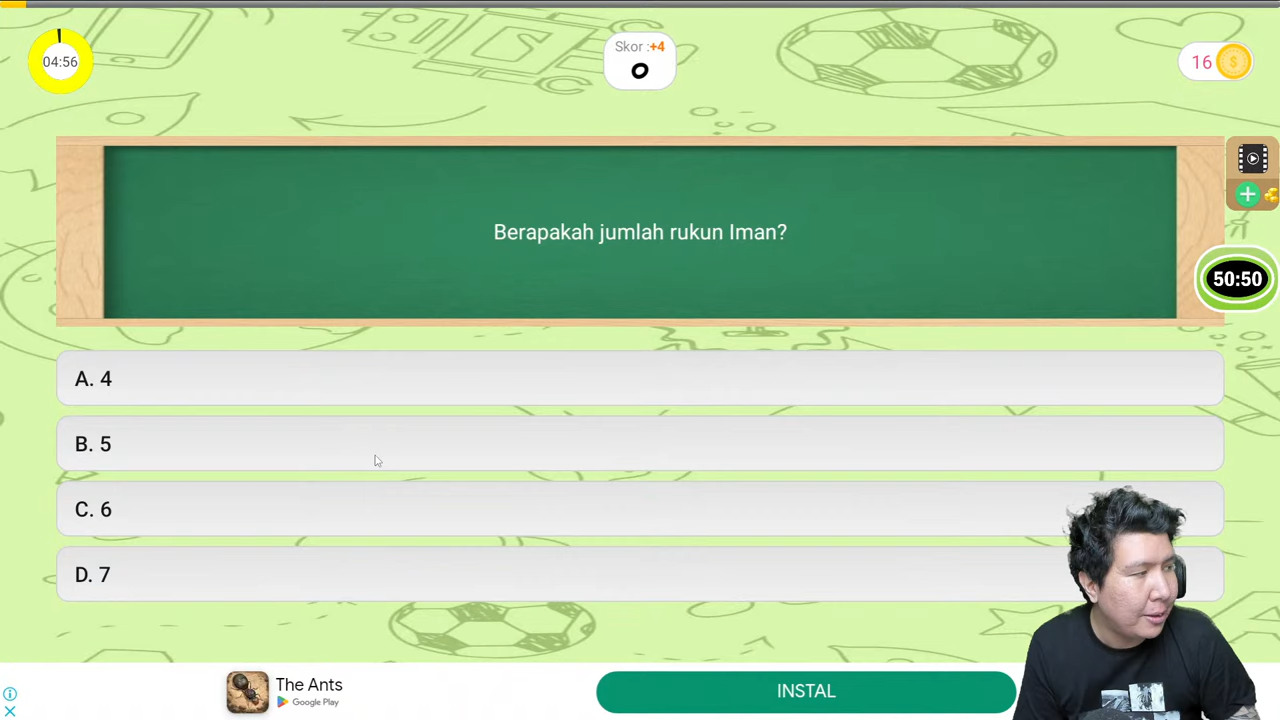 04:56
Skor :+4
0
16
Berapakah jumlah rukun Iman?
50:50
A. 4
B. 5
C. 6
D. 7
The Ants
Google Play
INSTAL